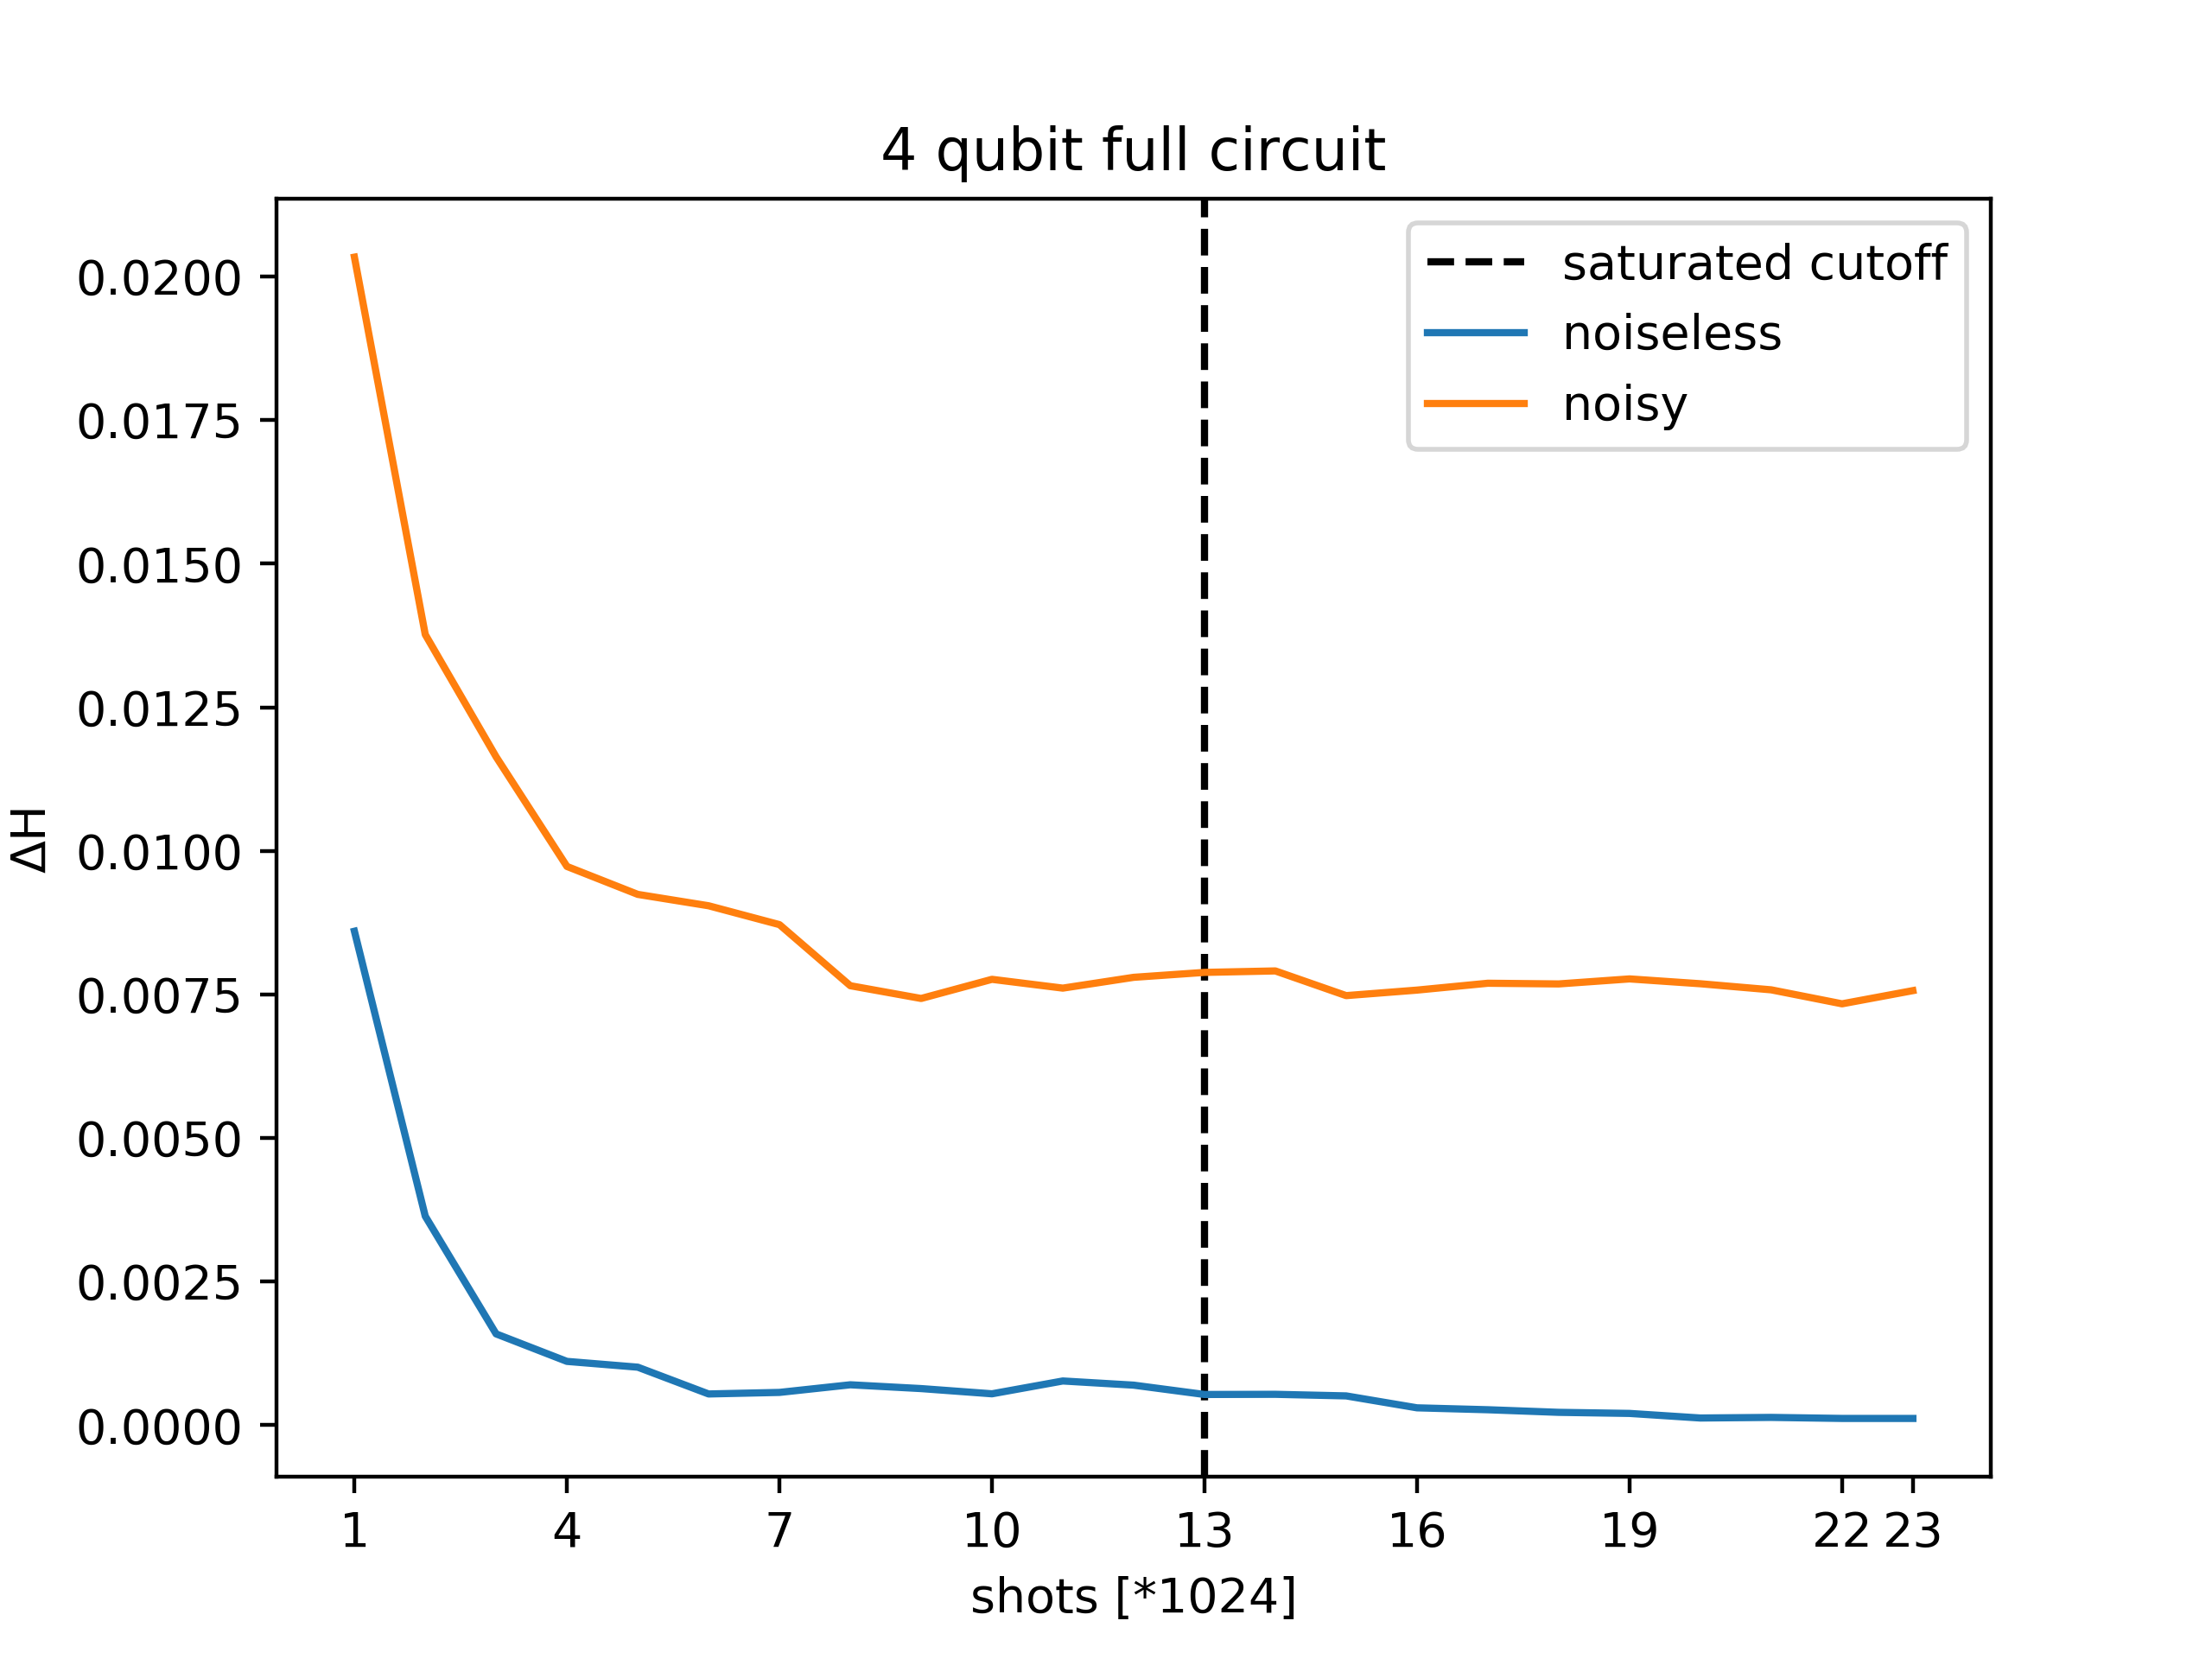 4 qubit full circuit
saturated cutoff
noiseless
noisy
0.0200
0.0175
0.0150
0.0125
0.0100
0.0075
0.0050
0.0025
0.0000
ΔH
1 4 7 10 13 16 19 22 23
shots [*1024]